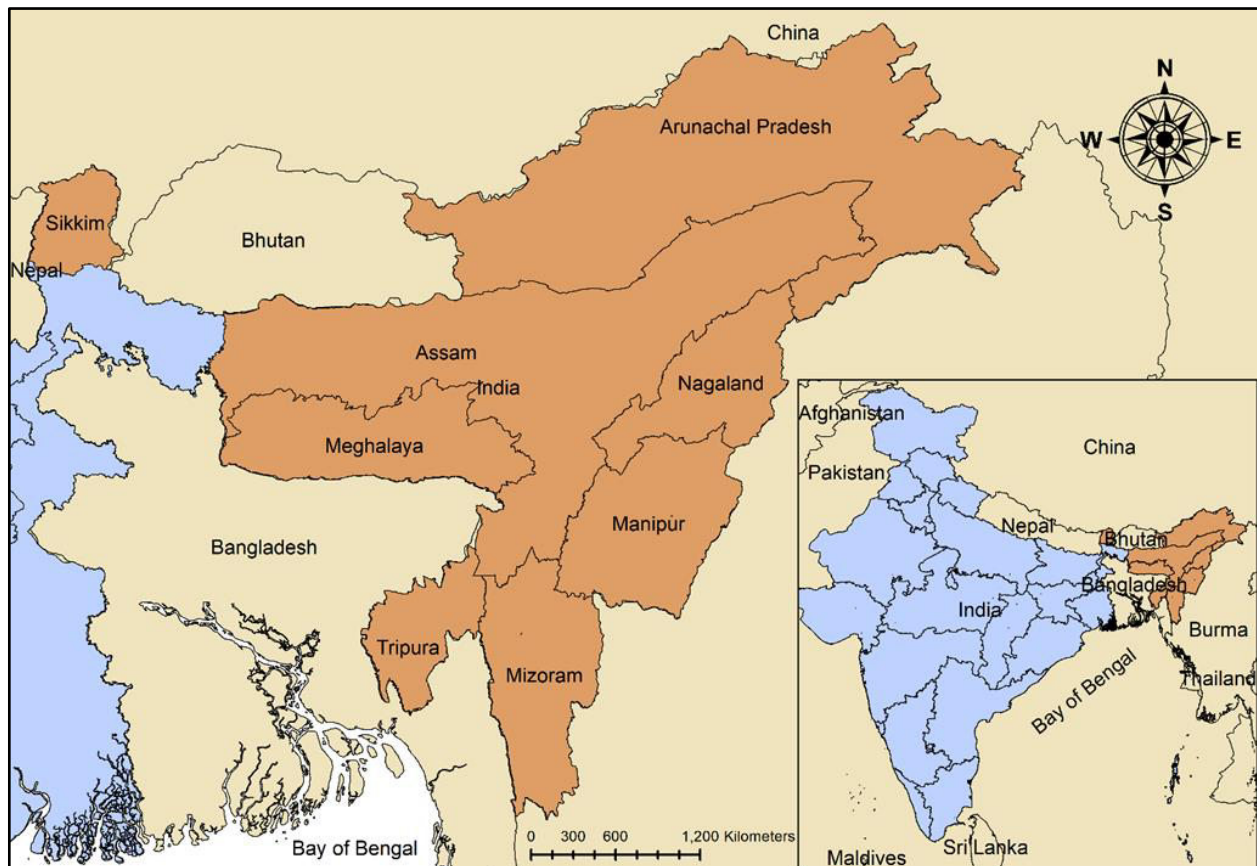 China
Arunachal Pradesh
N
W E
S
Sikkim
Bhutan
Nepal
Assam
India
Nagaland
Meghalaya
Manipur
Bangladesh
Tripura
Mizoram
Bay of Bengal
0 300 600 1,200 Kilometers
Afghanistan
China
Pakistan
Nepal
Bhutan
Bangladesh
India
Burma
Bay of Bengal
Thailand
Sri Lanka
Maldives